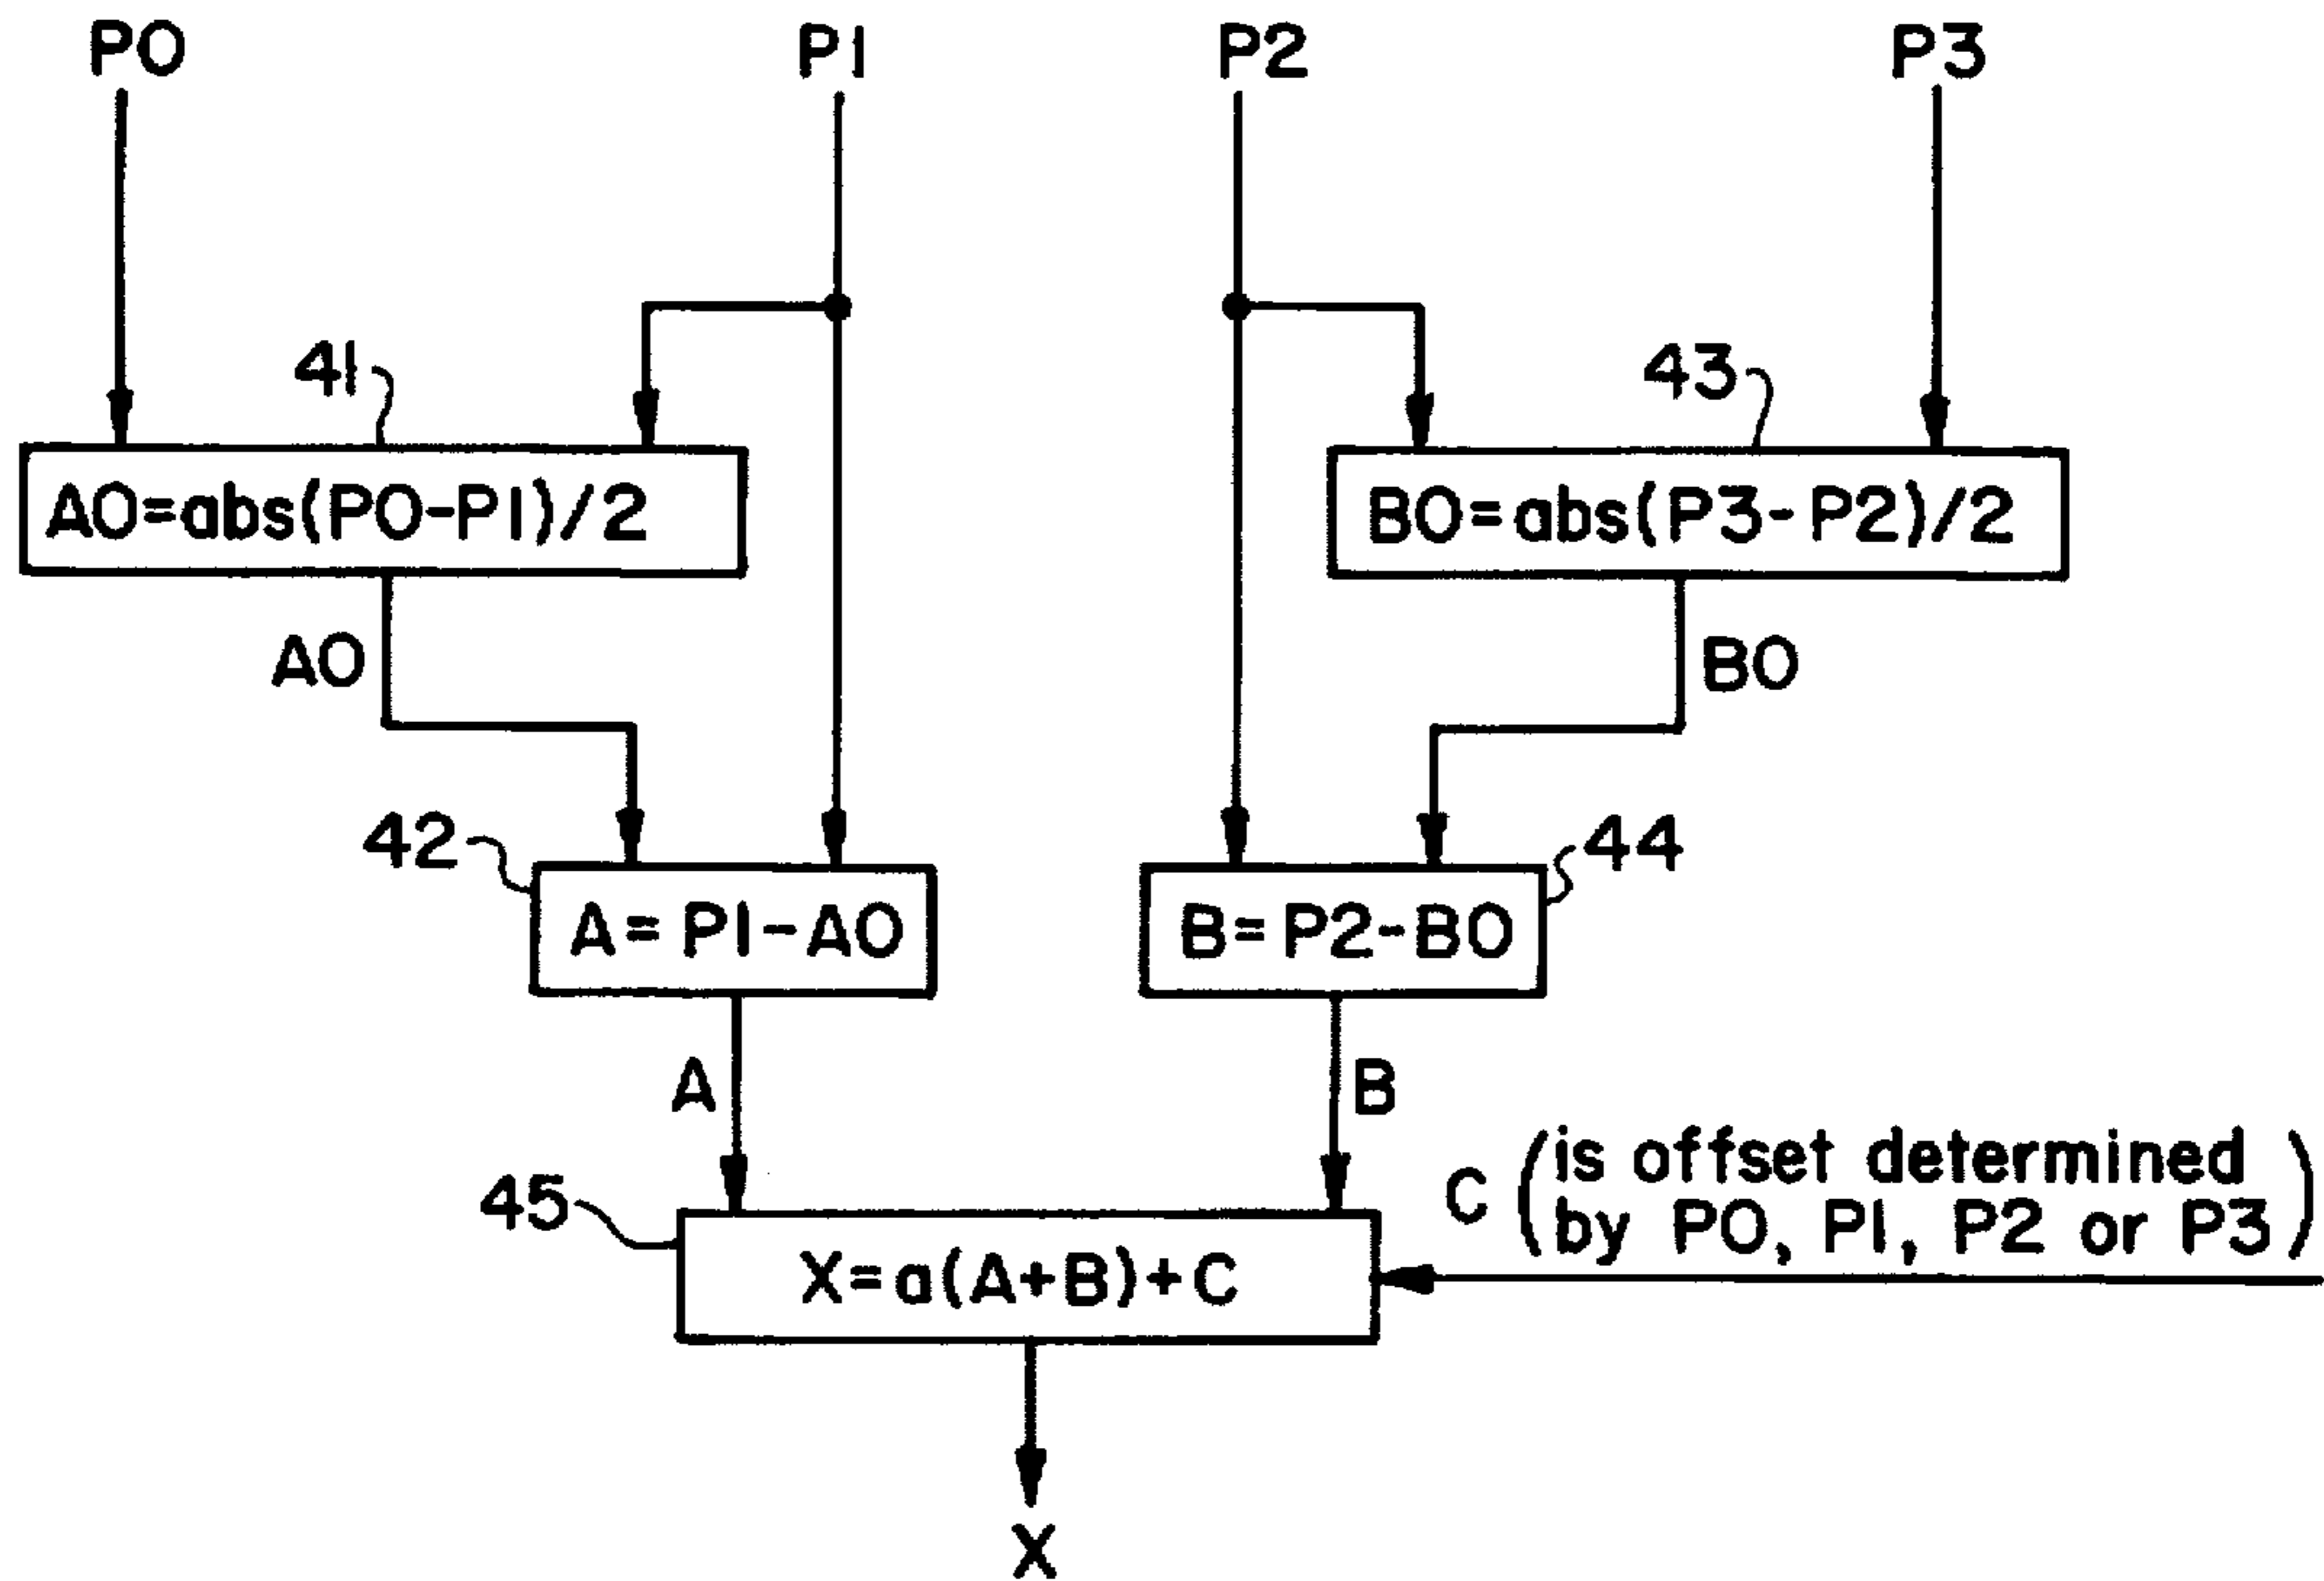 P0 P1 P2 P3
41 43
A0=abs(P0-P1)/2 B0=abs(P3-P2)/2
A0 B0
42 44
A=P1-A0 B=P2-B0
A B
45 C (is offset determined
by P0, P1, P2 or P3)
X=a(A+B)+C
X